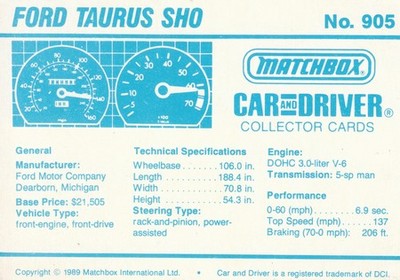 FORD TAURUS SHO
No. 905
MATCHBOX®
CAR AND DRIVER®
COLLECTOR CARDS
General
Manufacturer:
Ford Motor Company
Dearborn, Michigan
Base Price: $21,505
Vehicle Type:
front-engine, front-drive
Technical Specifications
Wheelbase..............106.0 in.
Length....................188.4 in.
Width.......................70.8 in.
Height......................54.3 in.
Steering Type:
rack-and-pinion, power-
assisted
Engine:
DOHC 3.0-liter V-6
Transmission: 5-sp man
Performance
0-60 (mph)..............6.9 sec.
Top Speed (mph)..........137
Braking (70-0 mph): 206 ft.
Copyright © 1989 Matchbox International Ltd. • Car and Driver is a registered trademark of DCI.